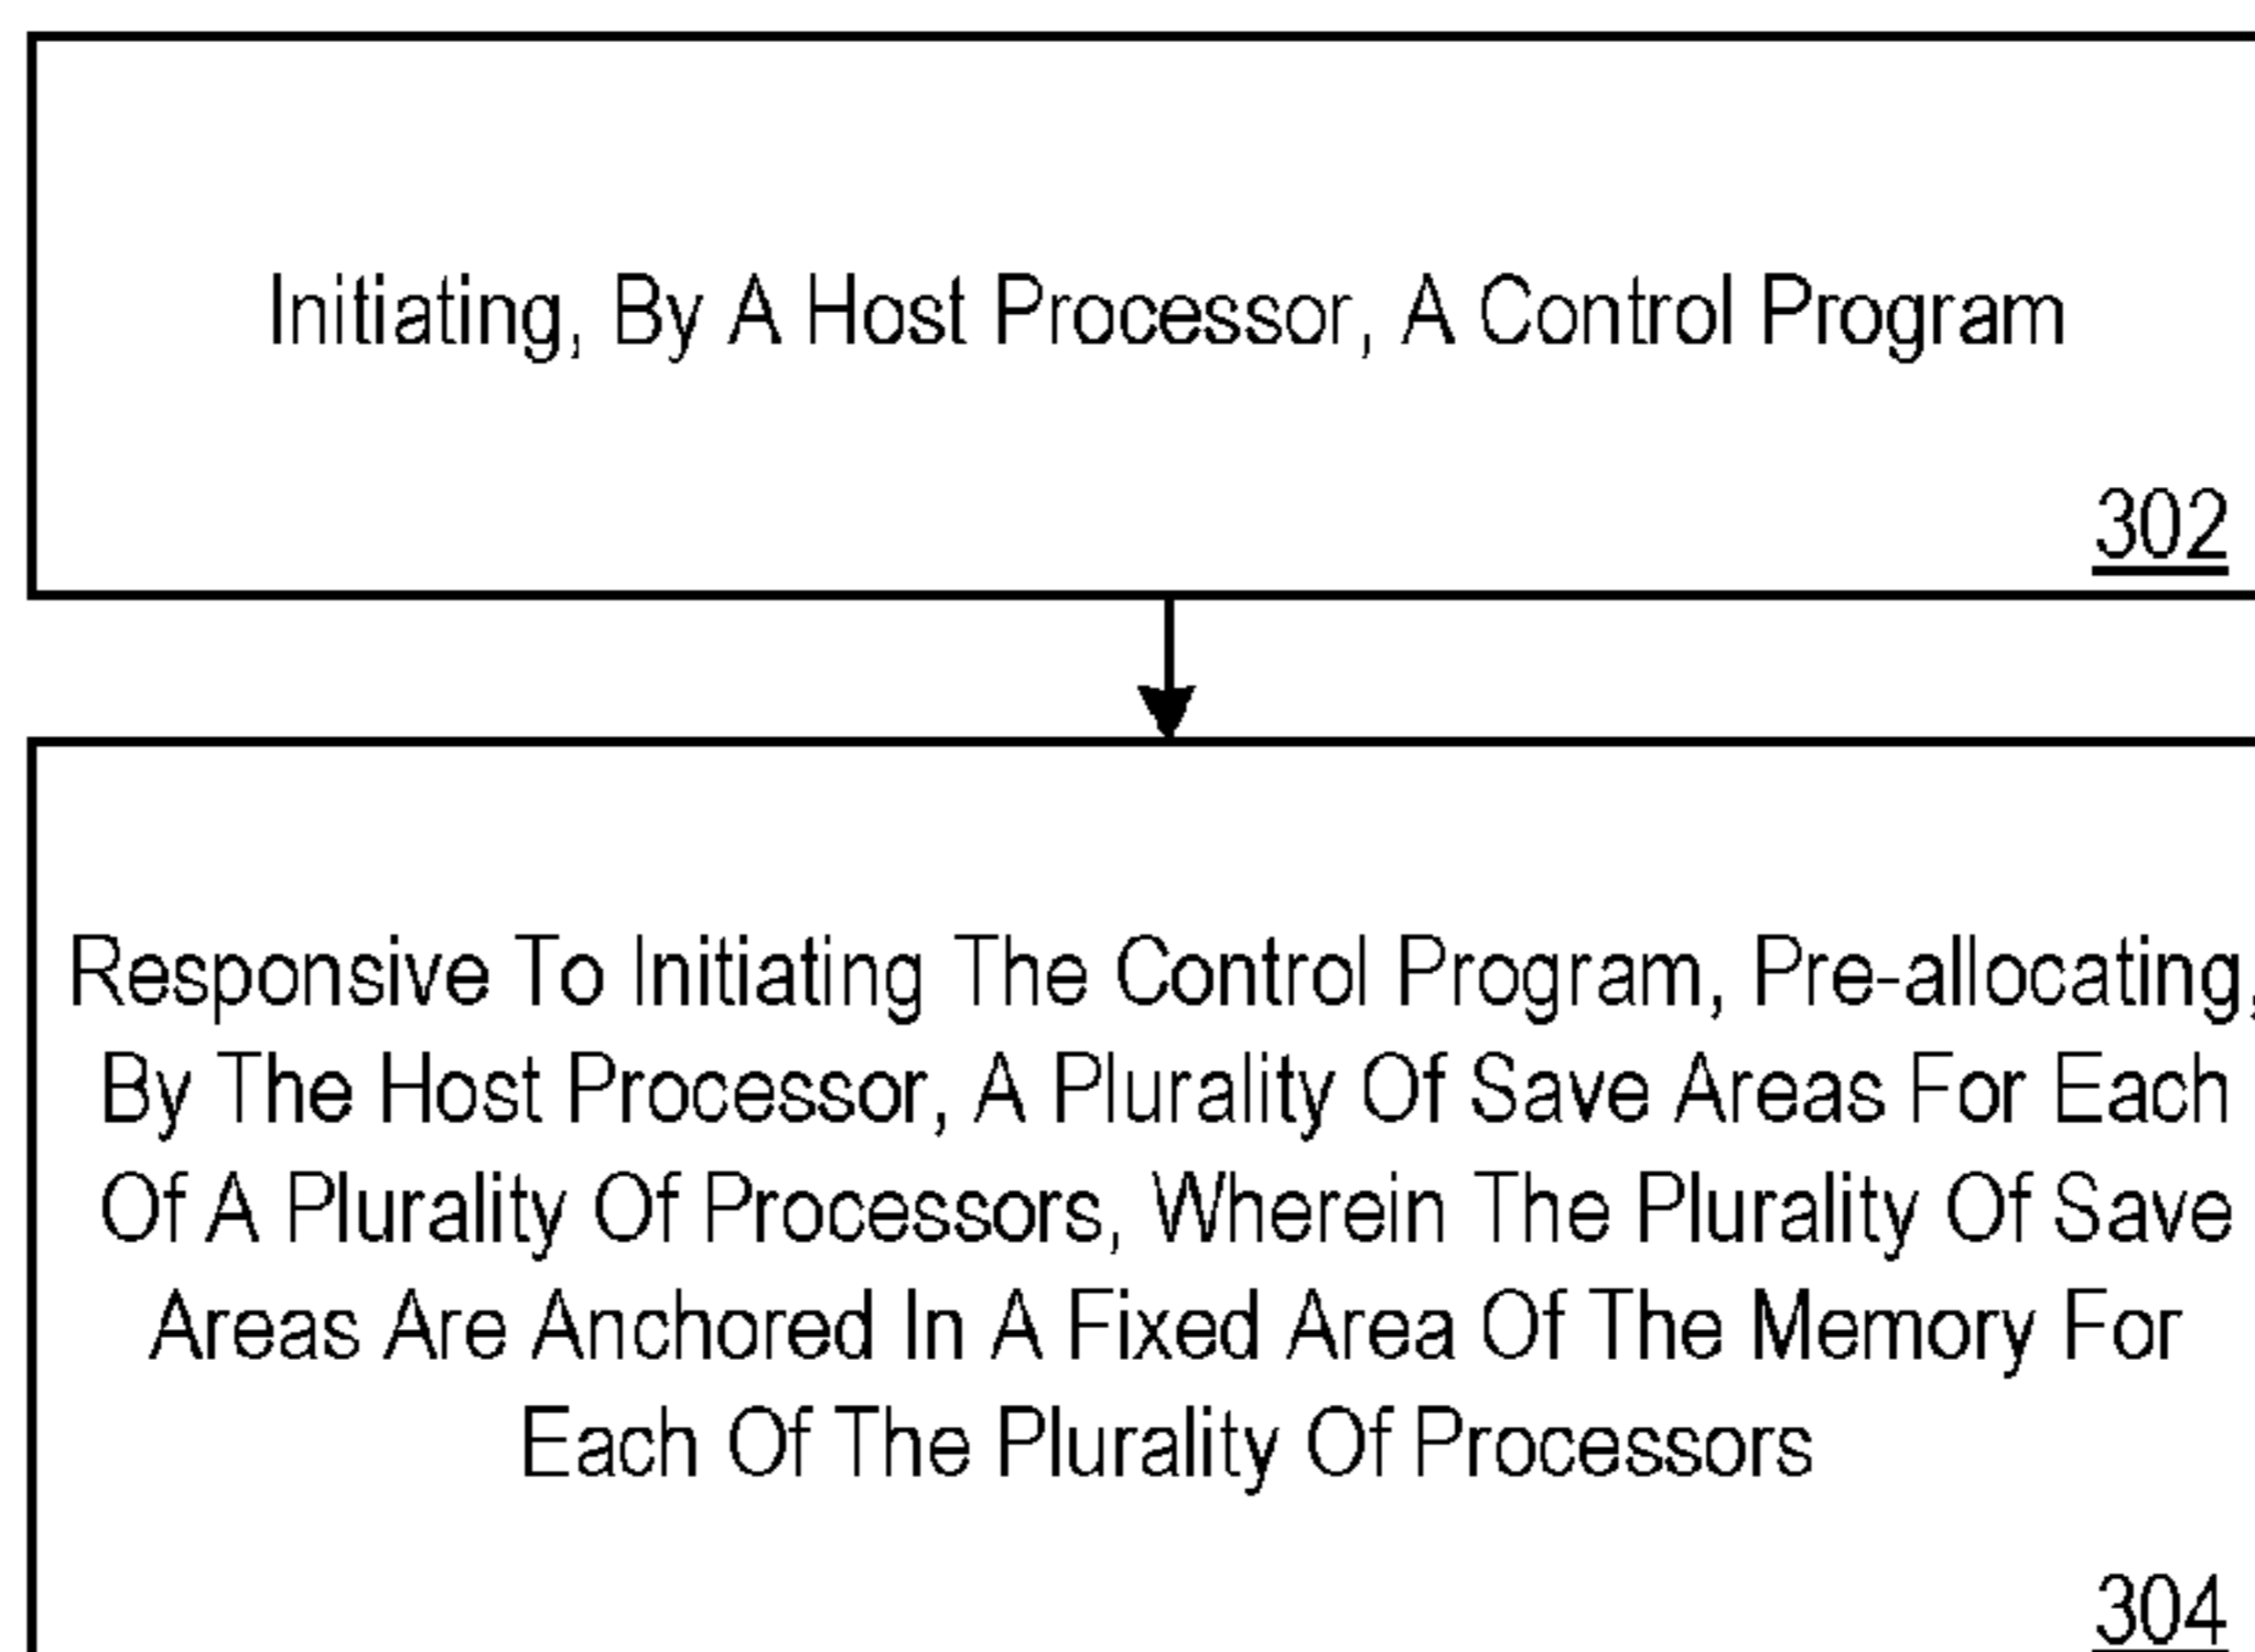 Initiating, By A Host Processor, A Control Program
302
Responsive To Initiating The Control Program, Pre-allocating,
By The Host Processor, A Plurality Of Save Areas For Each
Of A Plurality Of Processors, Wherein The Plurality Of Save
Areas Are Anchored In A Fixed Area Of The Memory For
Each Of The Plurality Of Processors
304